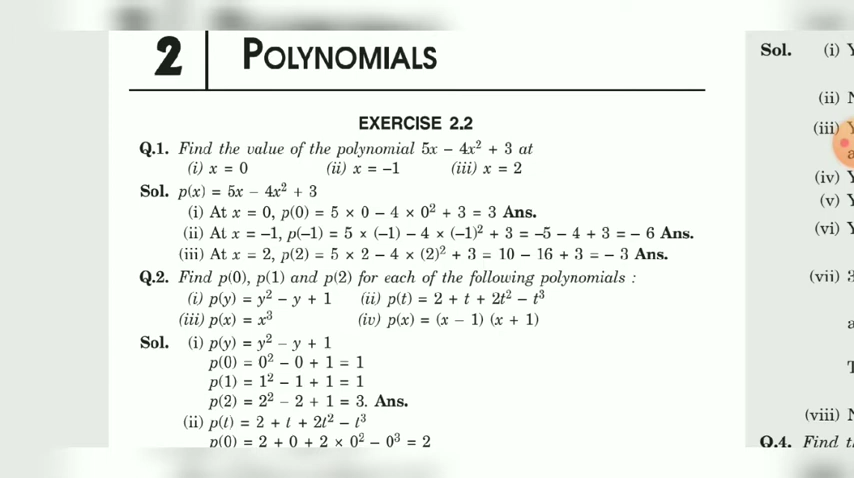 2 POLYNOMIALS
EXERCISE 2.2
Q.1. Find the value of the polynomial 5x – 4x² + 3 at
(i) x = 0 (ii) x = –1 (iii) x = 2
Sol. p(x) = 5x – 4x² + 3
(i) At x = 0, p(0) = 5 × 0 – 4 × 0² + 3 = 3 Ans.
(ii) At x = –1, p(–1) = 5 × (–1) – 4 × (–1)² + 3 = –5 – 4 + 3 = – 6 Ans.
(iii) At x = 2, p(2) = 5 × 2 – 4 × (2)² + 3 = 10 – 16 + 3 = – 3 Ans.
Q.2. Find p(0), p(1) and p(2) for each of the following polynomials :
(i) p(y) = y² – y + 1 (ii) p(t) = 2 + t + 2t² – t³
(iii) p(x) = x³ (iv) p(x) = (x – 1) (x + 1)
Sol. (i) p(y) = y² – y + 1
p(0) = 0² – 0 + 1 = 1
p(1) = 1² – 1 + 1 = 1
p(2) = 2² – 2 + 1 = 3. Ans.
(ii) p(t) = 2 + t + 2t² – t³
p(0) = 2 + 0 + 2 × 0² – 0³ = 2
Sol. (i)
(ii)
(iii)
(iv)
(v)
(vi)
(vii)
(viii)
Q.4. Find